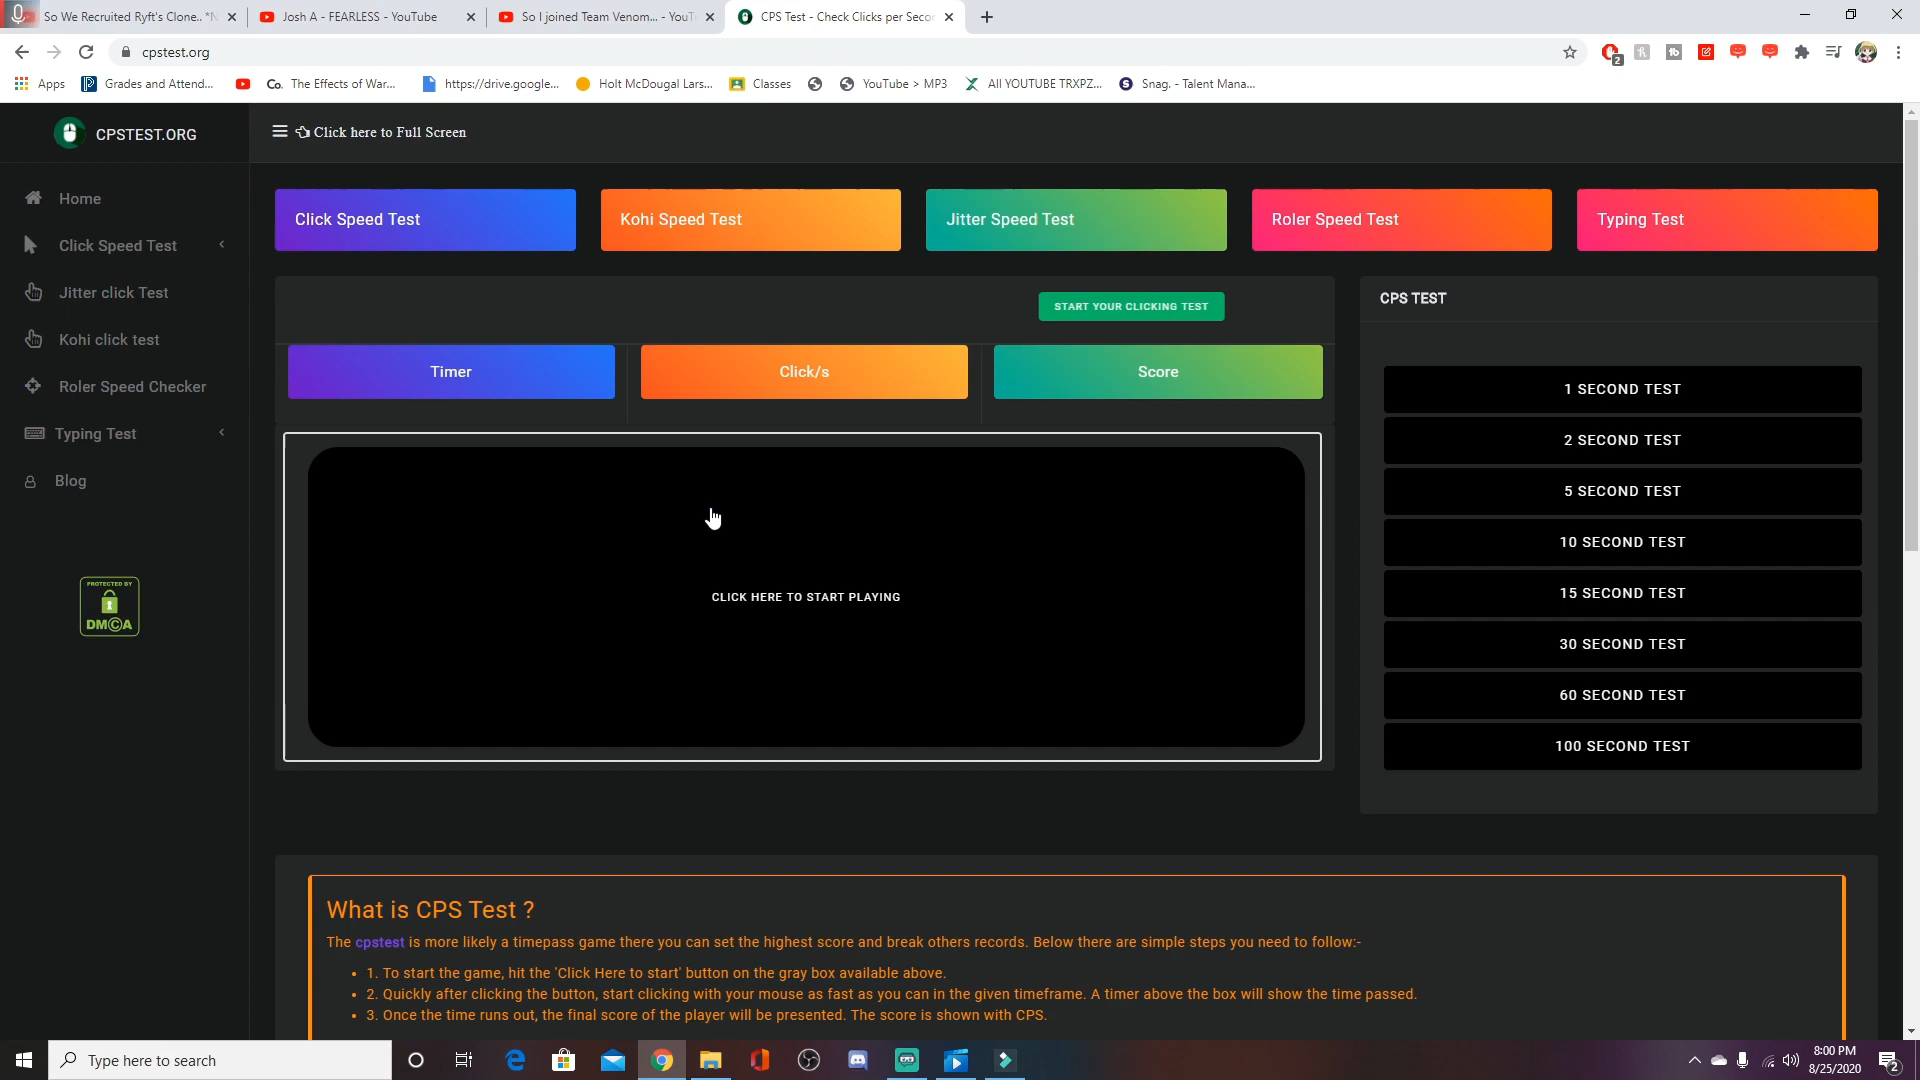 So We Recruited Ryft's Clone.. *N
Josh A - FEARLESS - YouTube
So I joined Team Venom... - YouT
CPS Test - Check Clicks per Secon
cpstest.org
2
Apps
Grades and Attend...
Co. The Effects of War...
https://drive.google...
Holt McDougal Lars...
Classes
YouTube > MP3
All YOUTUBE TRXPZ...
Snag. - Talent Mana...
CPSTEST.ORG
Click here to Full Screen
Home
Click Speed Test
Jitter click Test
Kohi click test
Roler Speed Checker
Typing Test
Blog
PROTECTED BY
DMCA
Click Speed Test
Kohi Speed Test
Jitter Speed Test
Roler Speed Test
Typing Test
START YOUR CLICKING TEST
Timer
Click/s
Score
CLICK HERE TO START PLAYING
CPS TEST
1 SECOND TEST
2 SECOND TEST
5 SECOND TEST
10 SECOND TEST
15 SECOND TEST
30 SECOND TEST
60 SECOND TEST
100 SECOND TEST
What is CPS Test ?
The cpstest is more likely a timepass game there you can set the highest score and break others records. Below there are simple steps you need to follow:-
• 1. To start the game, hit the 'Click Here to start' button on the gray box available above.
• 2. Quickly after clicking the button, start clicking with your mouse as fast as you can in the given timeframe. A timer above the box will show the time passed.
• 3. Once the time runs out, the final score of the player will be presented. The score is shown with CPS.
Type here to search
8:00 PM
8/25/2020
2